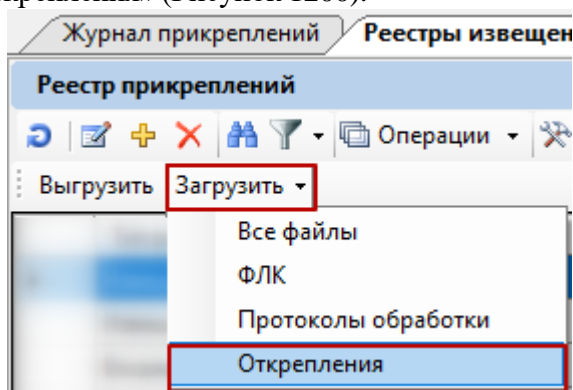 Журнал прикреплений Реестры извещен
Реестр прикреплений
Операции
Выгрузить Загрузить
Все файлы
ФЛК
Протоколы обработки
Открепления